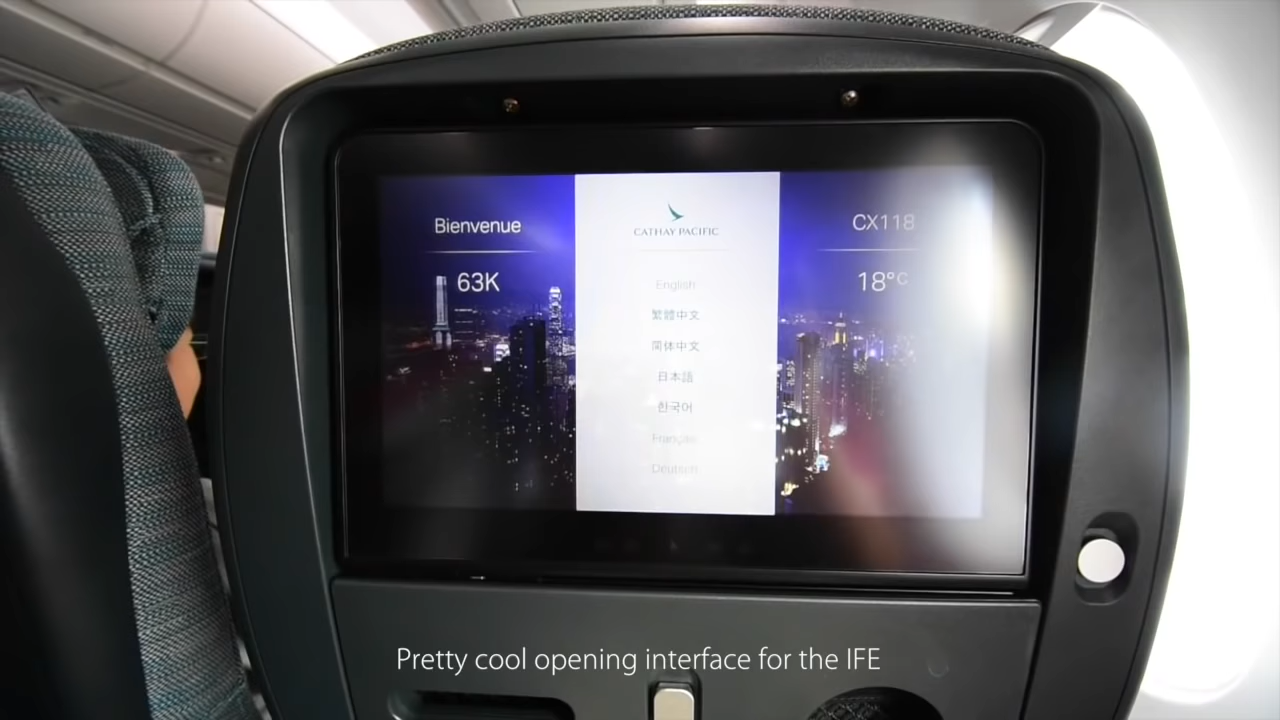 Bienvenue
63K
CATHAY PACIFIC
English
繁體中文
简体中文
日本語
한국어
Français
Deutsch
CX118
18°C
Pretty cool opening interface for the IFE